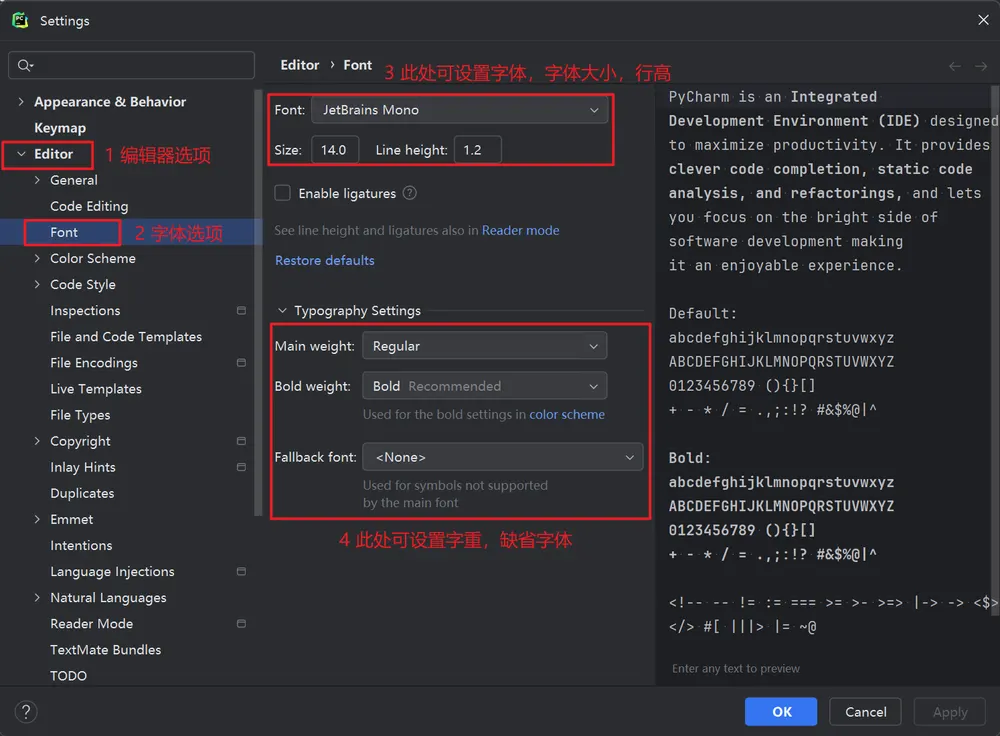 Settings
Editor › Font
3 此处可设置字体，字体大小，行高
Appearance & Behavior
Keymap
Editor
1 编辑器选项
General
Code Editing
Font
2 字体选项
Color Scheme
Code Style
Inspections
File and Code Templates
File Encodings
Live Templates
File Types
Copyright
Inlay Hints
Duplicates
Emmet
Intentions
Language Injections
Natural Languages
Reader Mode
TextMate Bundles
TODO
Font: JetBrains Mono
Size: 14.0 Line height: 1.2
Enable ligatures ?
See line height and ligatures also in Reader mode
Restore defaults
Typography Settings
Main weight: Regular
Bold weight: Bold Recommended
Used for the bold settings in color scheme
Fallback font: <None>
Used for symbols not supported
by the main font
4 此处可设置字重，缺省字体
PyCharm is an Integrated
Development Environment (IDE) designed
to maximize productivity. It provides
clever code completion, static code
analysis, and refactorings, and lets
you focus on the bright side of
software development making
it an enjoyable experience.
Default:
abcdefghijklmnopqrstuvwxyz
ABCDEFGHIJKLMNOPQRSTUVWXYZ
0123456789 (){}[]
+ - * / = .,;:!? #&$%@|^
Bold:
abcdefghijklmnopqrstuvwxyz
ABCDEFGHIJKLMNOPQRSTUVWXYZ
0123456789 (){}[]
+ - * / = .,;:!? #&$%@|^
<!-- -- != := === >= >- >=> |-> -> <$>
</> #[ |||> |= ~@
Enter any text to preview
?
OK
Cancel
Apply